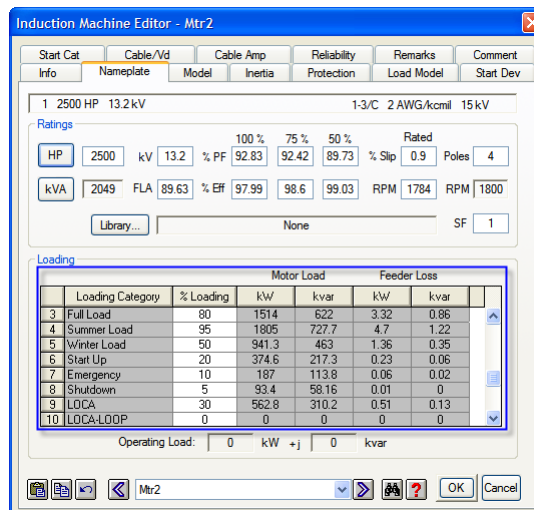 Induction Machine Editor - Mtr2
Start Cat Cable/Vd Cable Amp Reliability Remarks Comment
Info Nameplate Model Inertia Protection Load Model Start Dev
1 2500 HP 13.2 kV 1-3/C 2 AWG/kcmil 15 kV
Ratings
100 % 75 % 50 % Rated
HP 2500 kV 13.2 % PF 92.83 92.42 89.73 % Slip 0.9 Poles 4
kVA 2049 FLA 89.63 % Eff 97.99 98.6 99.03 RPM 1784 RPM 1800
Library... None SF 1
Loading
Motor Load Feeder Loss
Loading Category % Loading kW kvar kW kvar
3 Full Load 80 1514 622 3.32 0.86
4 Summer Load 95 1805 727.7 4.7 1.22
5 Winter Load 50 941.3 463 1.36 0.35
6 Start Up 20 374.6 217.3 0.23 0.06
7 Emergency 10 187 113.8 0.06 0.02
8 Shutdown 5 93.4 58.16 0.01 0
9 LOCA 30 562.8 310.2 0.51 0.13
10 LOCA-LOOP 0 0 0 0 0
Operating Load: 0 kW +j 0 kvar
Mtr2 ? OK Cancel